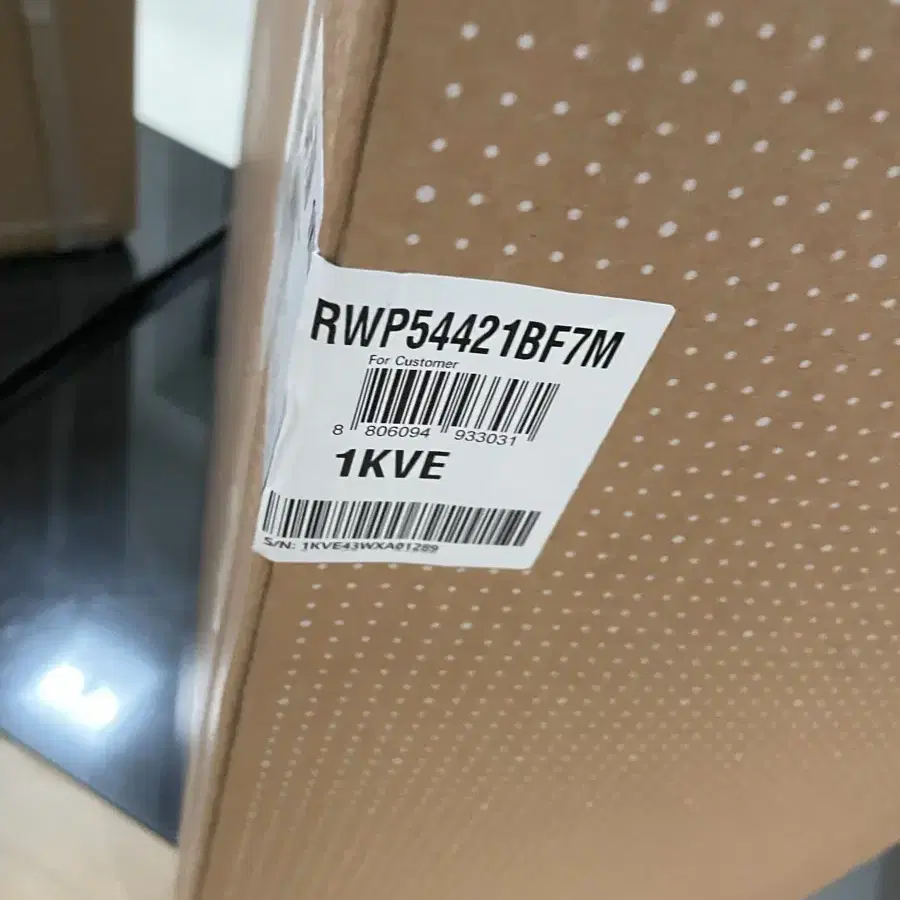 RWP54421BF7M
For Customer
8 806094 933031
1KVE
S/N: 1KVE43WXA01289